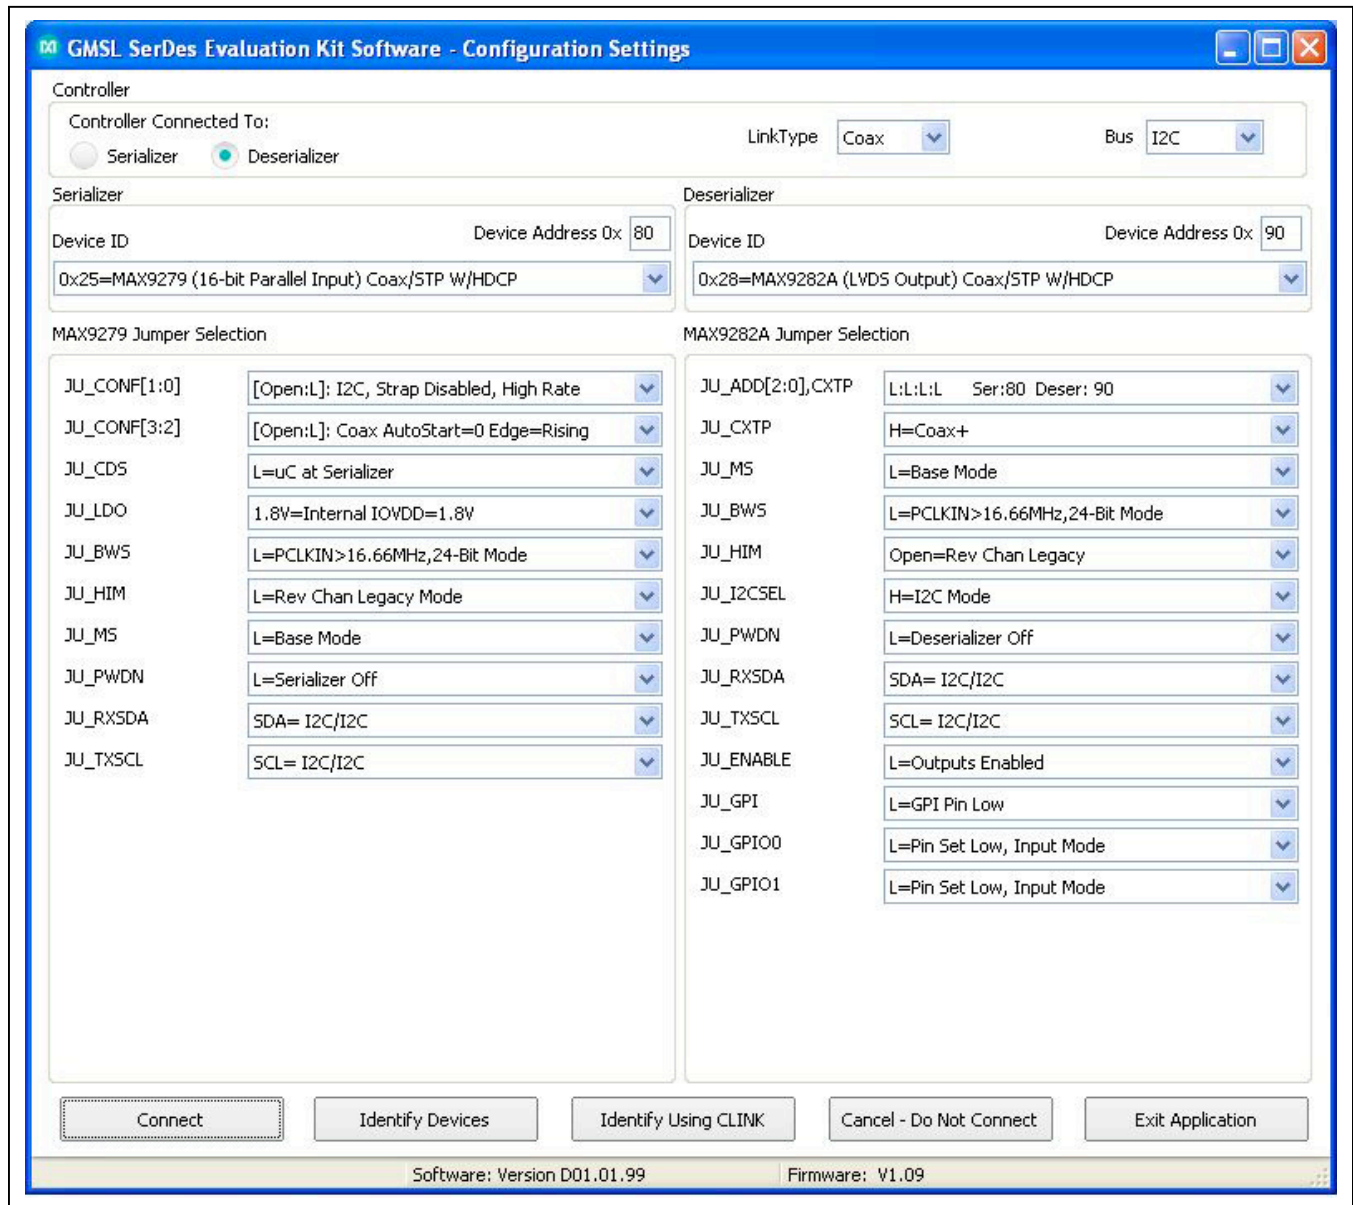 GMSL SerDes Evaluation Kit Software - Configuration Settings
Controller
Controller Connected To:
Serializer
Deserializer
LinkType
Coax
Bus
I2C
Serializer
Device ID
Device Address 0x
80
0x25=MAX9279 (16-bit Parallel Input) Coax/STP W/HDCP
Deserializer
Device ID
Device Address 0x
90
0x28=MAX9282A (LVDS Output) Coax/STP W/HDCP
MAX9279 Jumper Selection
JU_CONF[1:0]
[Open:L]: I2C, Strap Disabled, High Rate
JU_CONF[3:2]
[Open:L]: Coax AutoStart=0 Edge=Rising
JU_CDS
L=uC at Serializer
JU_LDO
1.8V=Internal IOVDD=1.8V
JU_BWS
L=PCLKIN>16.66MHz,24-Bit Mode
JU_HIM
L=Rev Chan Legacy Mode
JU_MS
L=Base Mode
JU_PWDN
L=Serializer Off
JU_RXSDA
SDA= I2C/I2C
JU_TXSCL
SCL= I2C/I2C
MAX9282A Jumper Selection
JU_ADD[2:0],CXTP
L:L:L:L Ser:80 Deser: 90
JU_CXTP
H=Coax+
JU_MS
L=Base Mode
JU_BWS
L=PCLKIN>16.66MHz,24-Bit Mode
JU_HIM
Open=Rev Chan Legacy
JU_I2CSEL
H=I2C Mode
JU_PWDN
L=Deserializer Off
JU_RXSDA
SDA= I2C/I2C
JU_TXSCL
SCL= I2C/I2C
JU_ENABLE
L=Outputs Enabled
JU_GPI
L=GPI Pin Low
JU_GPIO0
L=Pin Set Low, Input Mode
JU_GPIO1
L=Pin Set Low, Input Mode
Connect
Identify Devices
Identify Using CLINK
Cancel - Do Not Connect
Exit Application
Software: Version D01.01.99
Firmware: V1.09